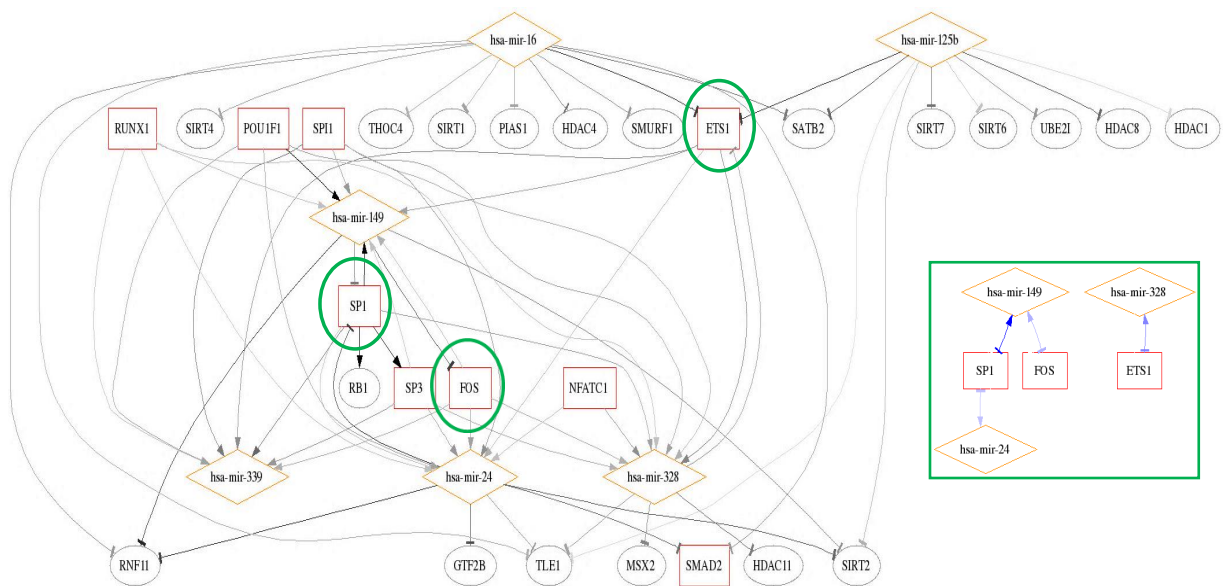 hsa-mir-16
hsa-mir-125b
RUNX1
SIRT4
POU1F1
SPI1
THOC4
SIRT1
PIAS1
HDAC4
SMURF1
ETS1
SATB2
SIRT7
SIRT6
UBE2I
HDAC8
HDAC1
hsa-mir-149
SP1
RB1
SP3
FOS
NFATC1
hsa-mir-339
hsa-mir-24
hsa-mir-328
RNF11
GTF2B
TLE1
MSX2
SMAD2
HDAC11
SIRT2
hsa-mir-149
hsa-mir-328
SP1
FOS
ETS1
hsa-mir-24